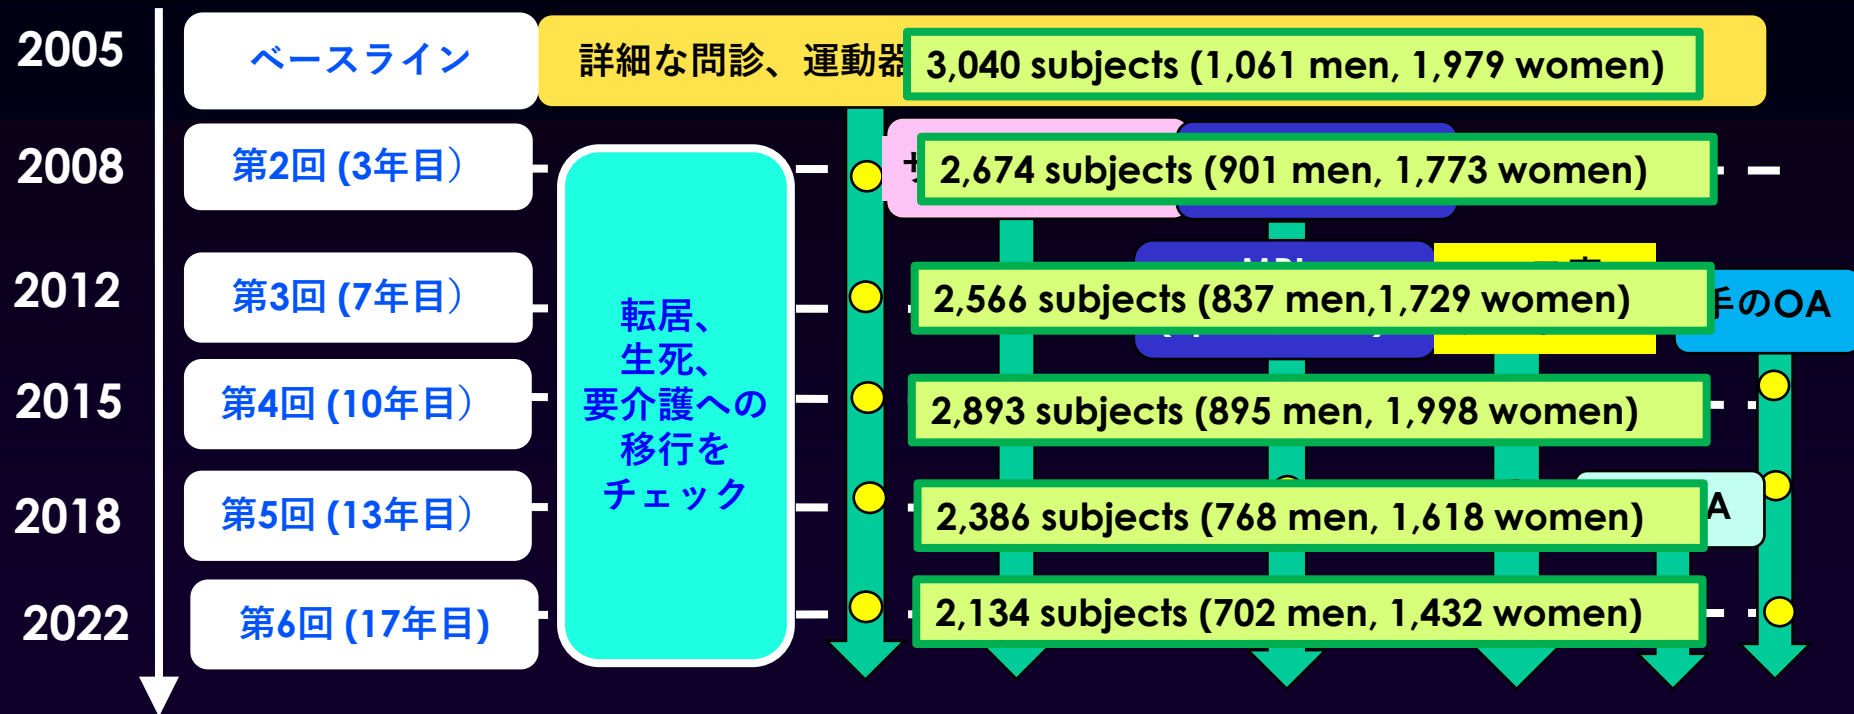 2005
ベースライン
詳細な問診、運動器
3,040 subjects (1,061 men, 1,979 women)
2008
第2回 (3年目）
2,674 subjects (901 men, 1,773 women)
2012
第3回 (7年目）
2,566 subjects (837 men,1,729 women)
手のOA
2015
第4回 (10年目）
2,893 subjects (895 men, 1,998 women)
転居、
生死、
要介護への
移行を
チェック
2018
第5回 (13年目）
2,386 subjects (768 men, 1,618 women)
A
2022
第6回 (17年目)
2,134 subjects (702 men, 1,432 women)